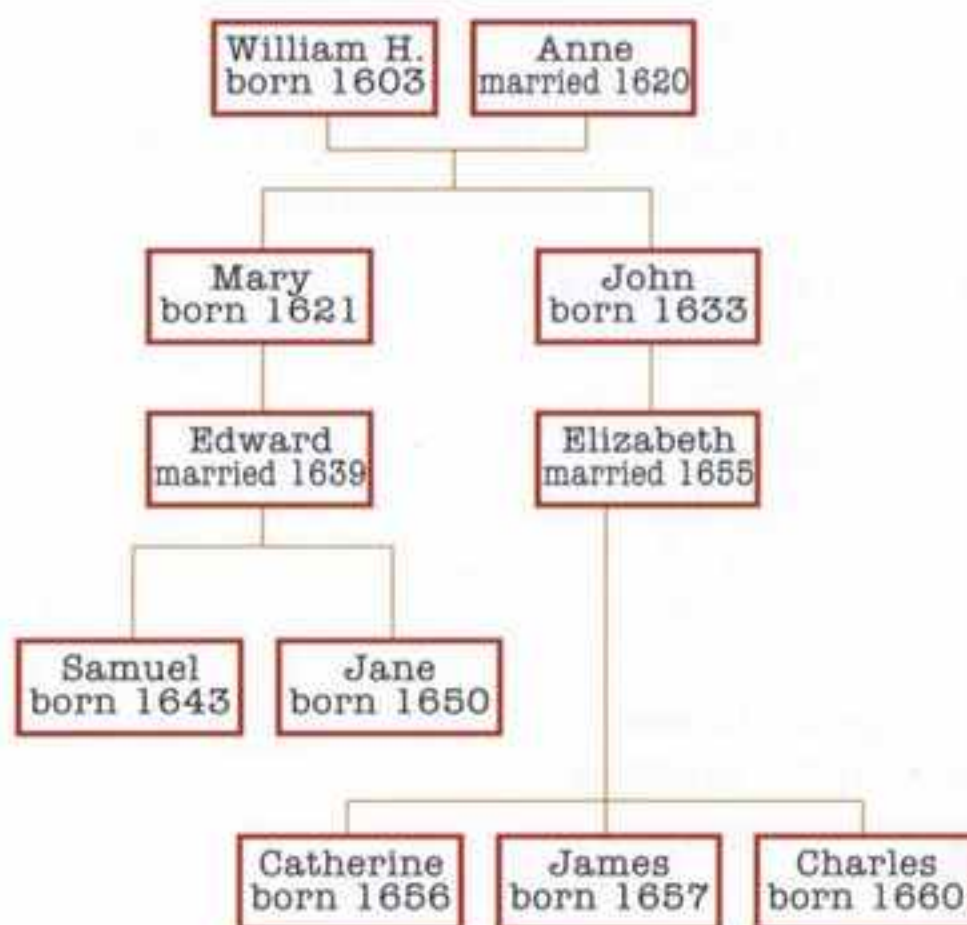 William H.
born 1603
Anne
married 1620
Mary
born 1621
John
born 1633
Edward
married 1639
Elizabeth
married 1655
Samuel
born 1643
Jane
born 1650
Catherine
born 1656
James
born 1657
Charles
born 1660